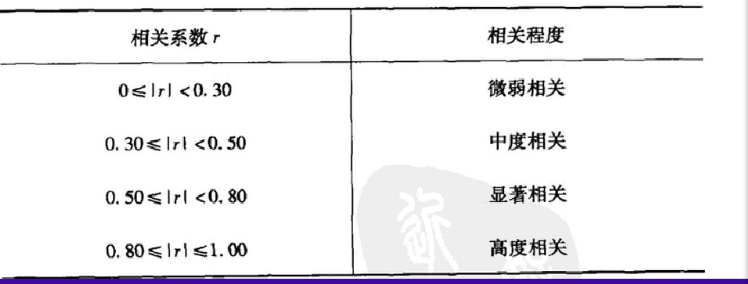 相关系数 r 相关程度
0≤|r| <0.30 微弱相关
0.30≤|r| <0.50 中度相关
0.50≤|r| <0.80 显著相关
0.80≤|r|≤1.00 高度相关